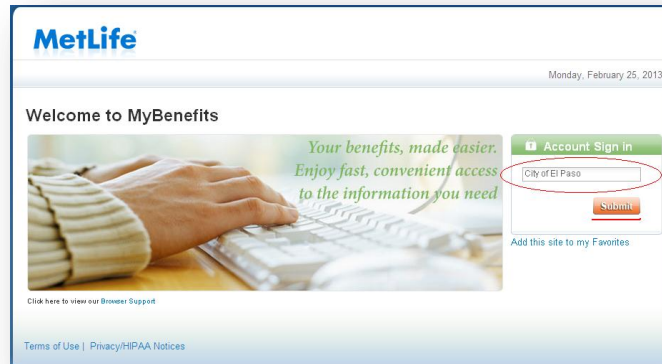 MetLife
Monday, February 25, 2013
Welcome to MyBenefits
Your benefits, made easier.
Enjoy fast, convenient access
to the information you need
Account Sign in
City of El Paso
Submit
Add this site to my Favorites
Click here to view our Browser Support
Terms of Use | Privacy/HIPAA Notices